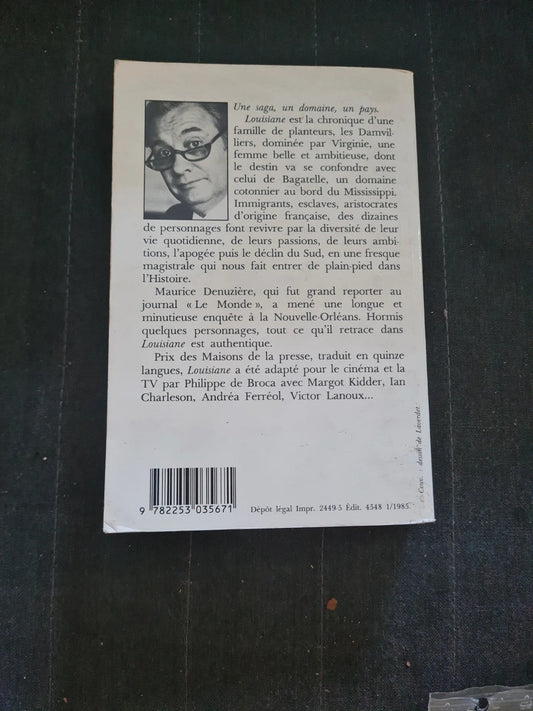 Une saga, un domaine, un pays.
Louisiane est la chronique d'une
famille de planteurs, les Damvil-
liers, dominée par Virginie, une
femme belle et ambitieuse, dont
le destin va se confondre avec
celui de Bagatelle, un domaine
cotonnier au bord du Mississippi.
Immigrants, esclaves, aristocrates
d'origine française, des dizaines
de personnages font revivre par la diversité de leur
vie quotidienne, de leurs passions, de leurs ambi-
tions, l'apogée puis le déclin du Sud, en une fresque
magistrale qui nous fait entrer de plain-pied dans
l'Histoire.
Maurice Denuzière, qui fut grand reporter au
journal « Le Monde », a mené une longue et
minutieuse enquête à la Nouvelle-Orléans. Hormis
quelques personnages, tout ce qu'il retrace dans
Louisiane est authentique.
Prix des Maisons de la presse, traduit en quinze
langues, Louisiane a été adapté pour le cinéma et la
TV par Philippe de Broca avec Margot Kidder, Ian
Charleson, Andréa Ferréol, Victor Lanoux...
Couv. : dessin de Laverdet.
9 782253 035671
Dépôt légal Impr. 2449-5 Édit. 4548 1/1985